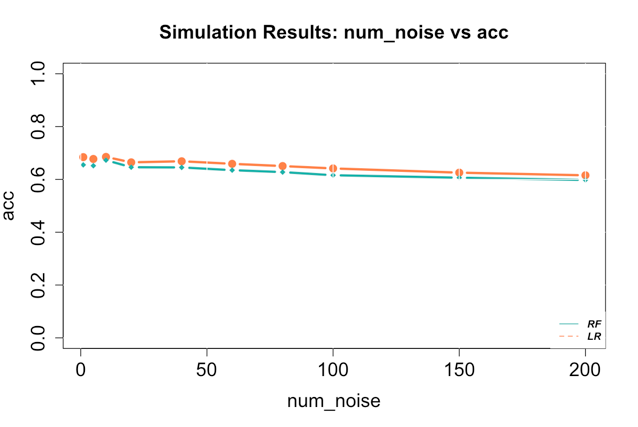 Simulation Results: num_noise vs acc
acc
1.0
0.8
0.6
0.4
0.2
0.0
RF
LR
0 50 100 150 200
num_noise